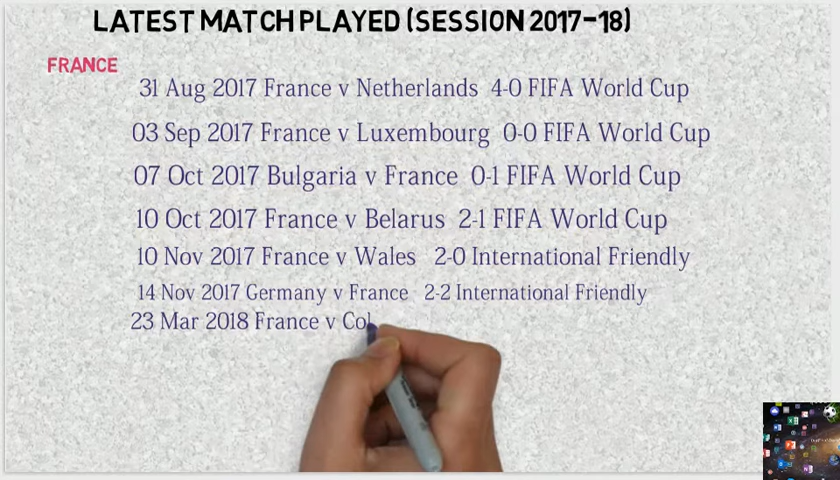 LATEST MATCH PLAYED (SESSION 2017-18)
FRANCE
31 Aug 2017 France v Netherlands 4-0 FIFA World Cup
03 Sep 2017 France v Luxembourg 0-0 FIFA World Cup
07 Oct 2017 Bulgaria v France 0-1 FIFA World Cup
10 Oct 2017 France v Belarus 2-1 FIFA World Cup
10 Nov 2017 France v Wales 2-0 International Friendly
14 Nov 2017 Germany v France 2-2 International Friendly
23 Mar 2018 France v Col